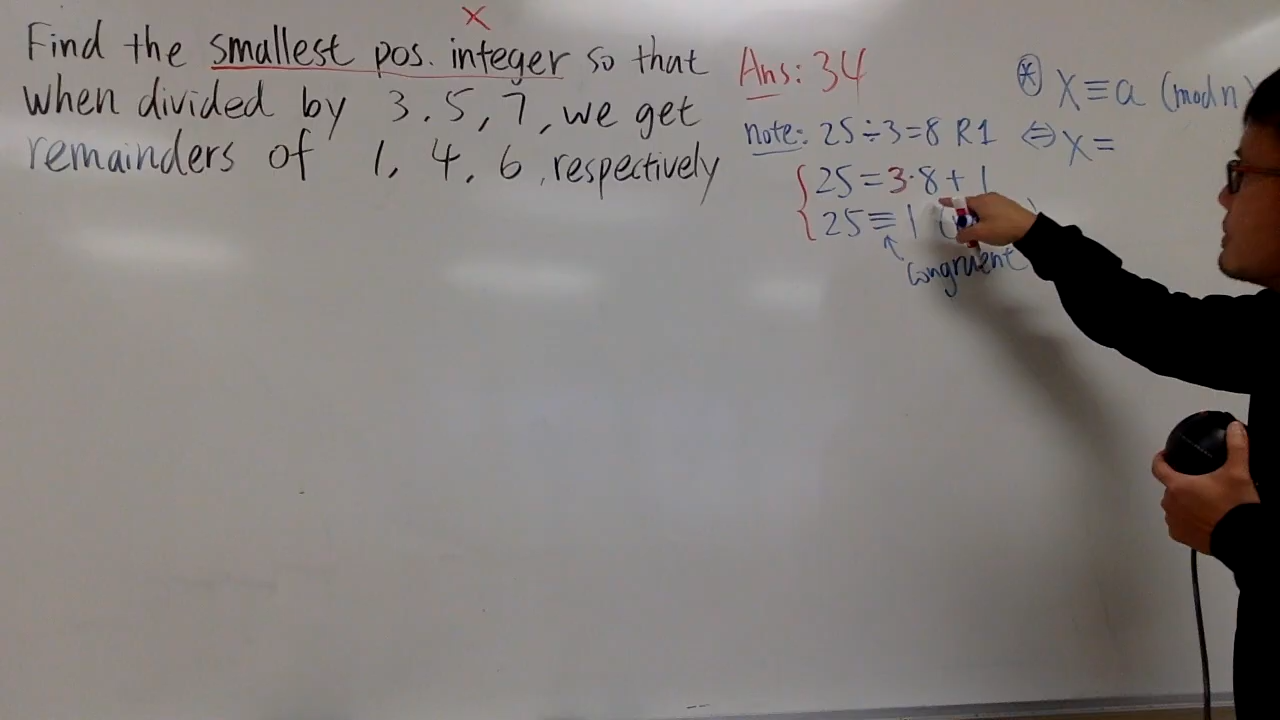 x
Find the smallest pos. integer so that
when divided by 3, 5, 7, we get
remainders of 1, 4, 6, respectively
Ans: 34
note: 25÷3=8 R1
25=3·8+1
25≡1 (
congruent
⊛ x≡a (mod n)
⇔ x=